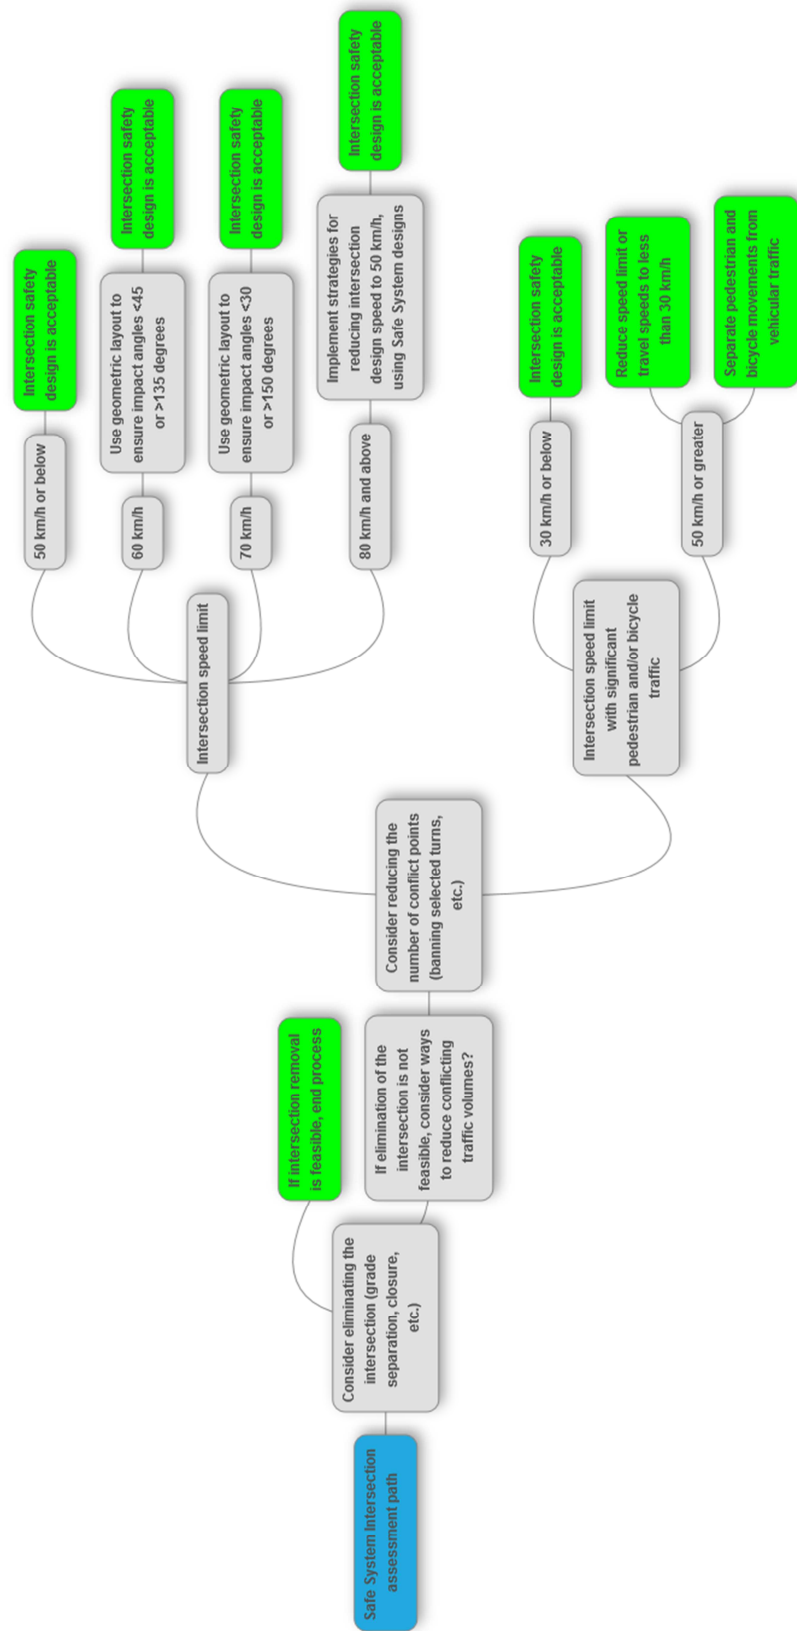 Safe System Intersection
assessment path
Consider eliminating the
intersection (grade
separation, closure,
etc.)
If intersection removal
is feasible, end process
If elimination of the
intersection is not
feasible, consider ways
to reduce conflicting
traffic volumes?
Consider reducing the
number of conflict points
(banning selected turns,
etc.)
Intersection speed limit
50 km/h or below
Intersection safety
design is acceptable
60 km/h
Use geometric layout to
ensure impact angles <45
or >135 degrees
Intersection safety
design is acceptable
70 km/h
Use geometric layout to
ensure impact angles <30
or >150 degrees
Intersection safety
design is acceptable
80 km/h and above
Implement strategies for
reducing intersection
design speed to 50 km/h,
using Safe System designs
Intersection safety
design is acceptable
Intersection speed limit
with significant
pedestrian and/or bicycle
traffic
30 km/h or below
Intersection safety
design is acceptable
50 km/h or greater
Reduce speed limit or
travel speeds to less
than 30 km/h
Separate pedestrian and
bicycle movements from
vehicular traffic